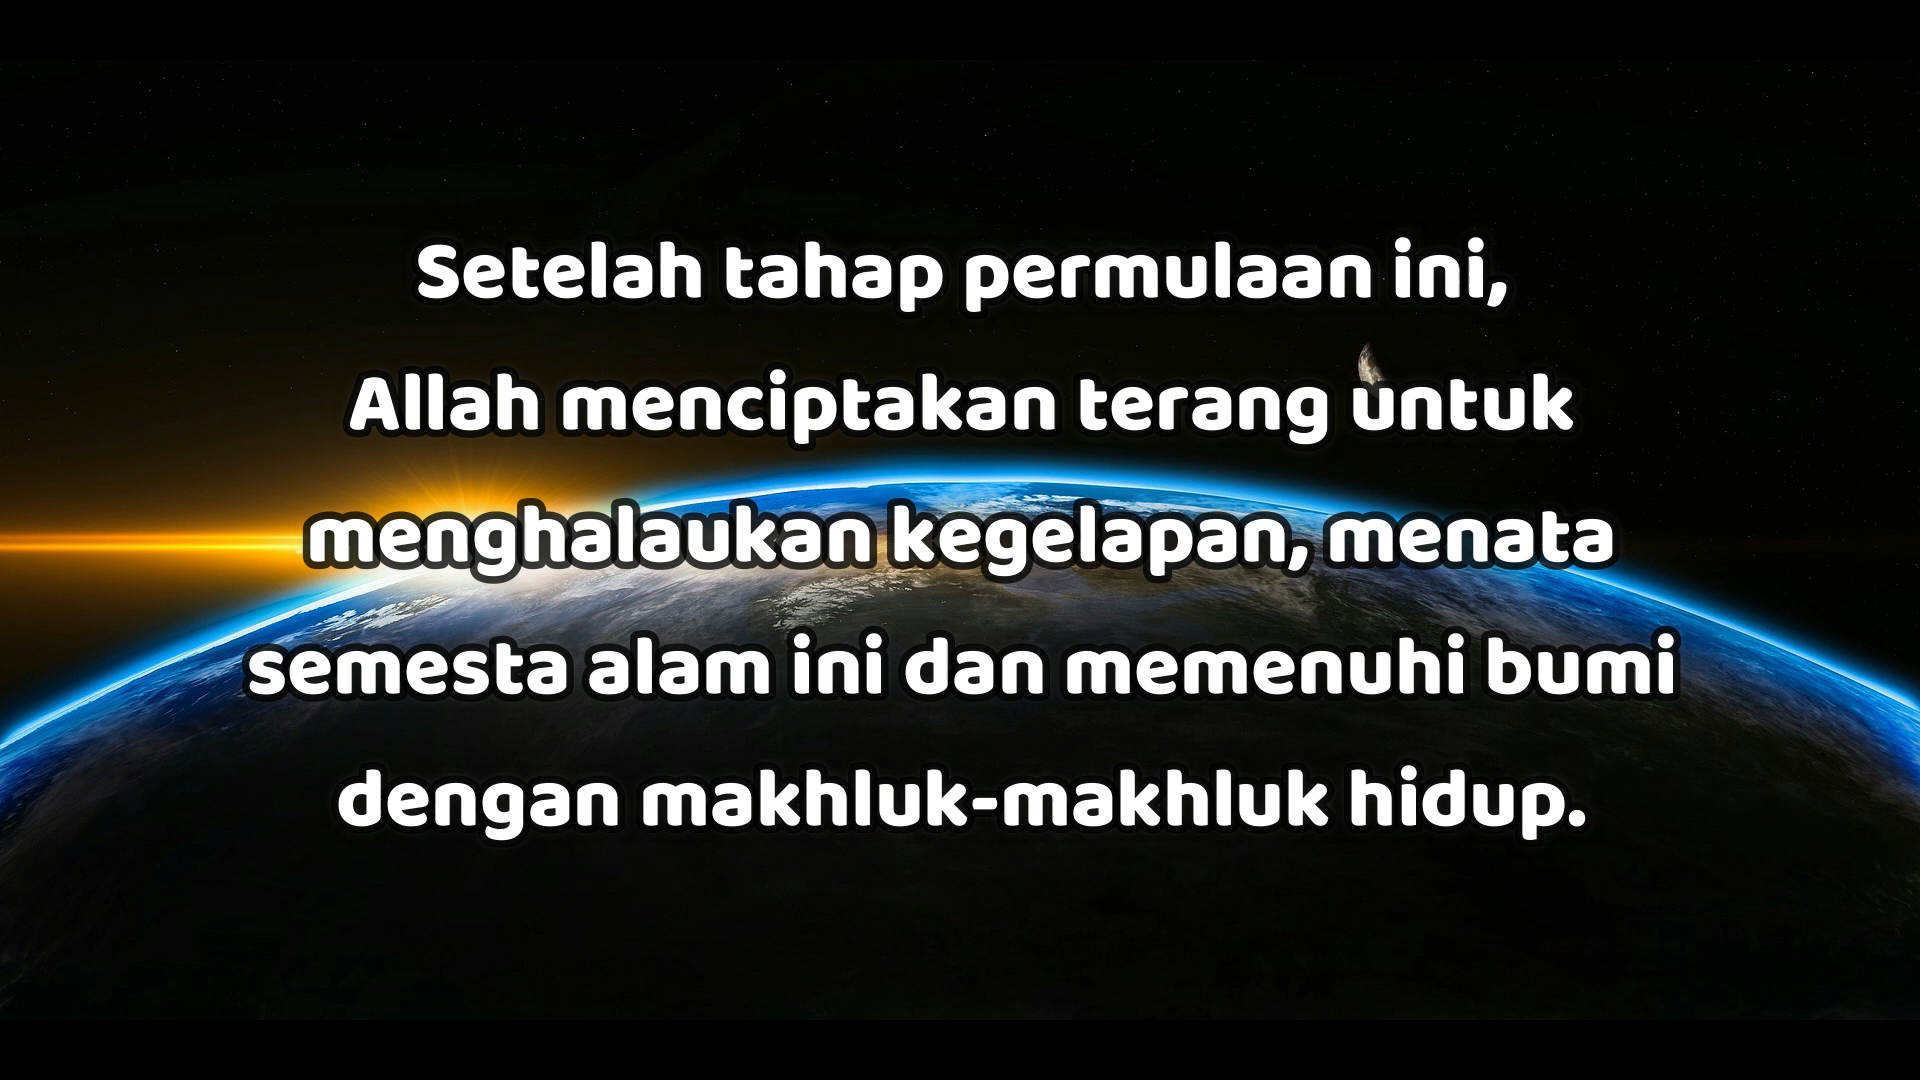 Setelah tahap permulaan ini,
Allah menciptakan terang untuk
menghalaukan kegelapan, menata
semesta alam ini dan memenuhi bumi
dengan makhluk-makhluk hidup.